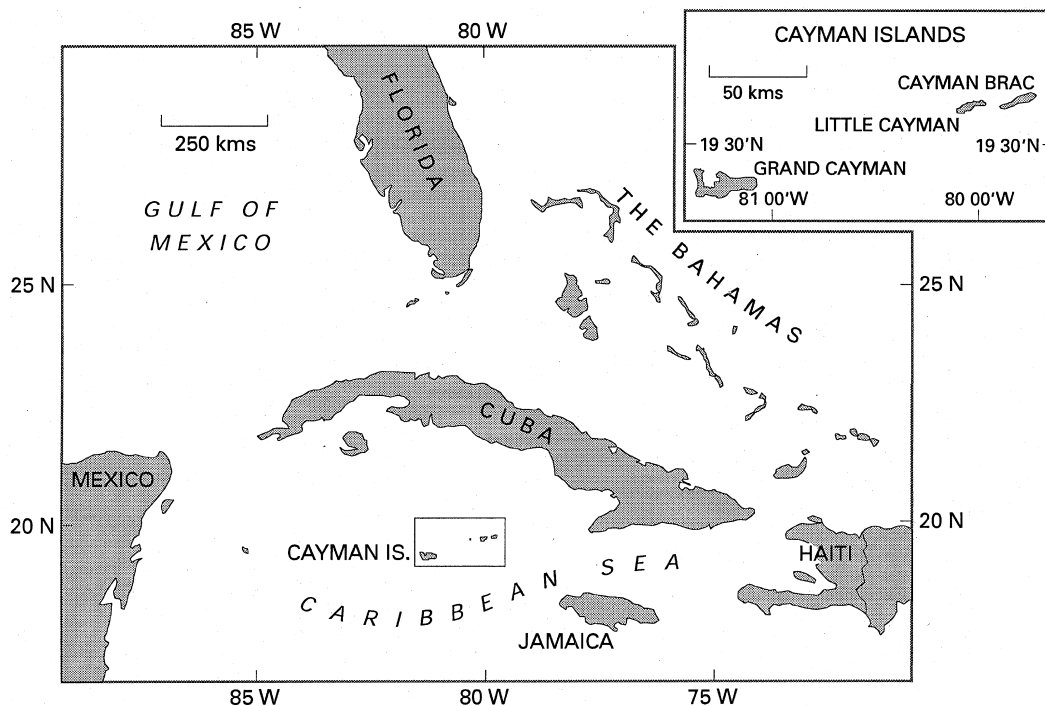 85 W
80 W
CAYMAN ISLANDS
50 kms
CAYMAN BRAC
LITTLE CAYMAN
19 30'N
19 30'N
GRAND CAYMAN
81 00'W
80 00'W
FLORIDA
250 kms
GULF OF
MEXICO
THE BAHAMAS
25 N
25 N
CUBA
MEXICO
20 N
20 N
CAYMAN IS.
HAITI
CARIBBEAN SEA
JAMAICA
85 W
80 W
75 W